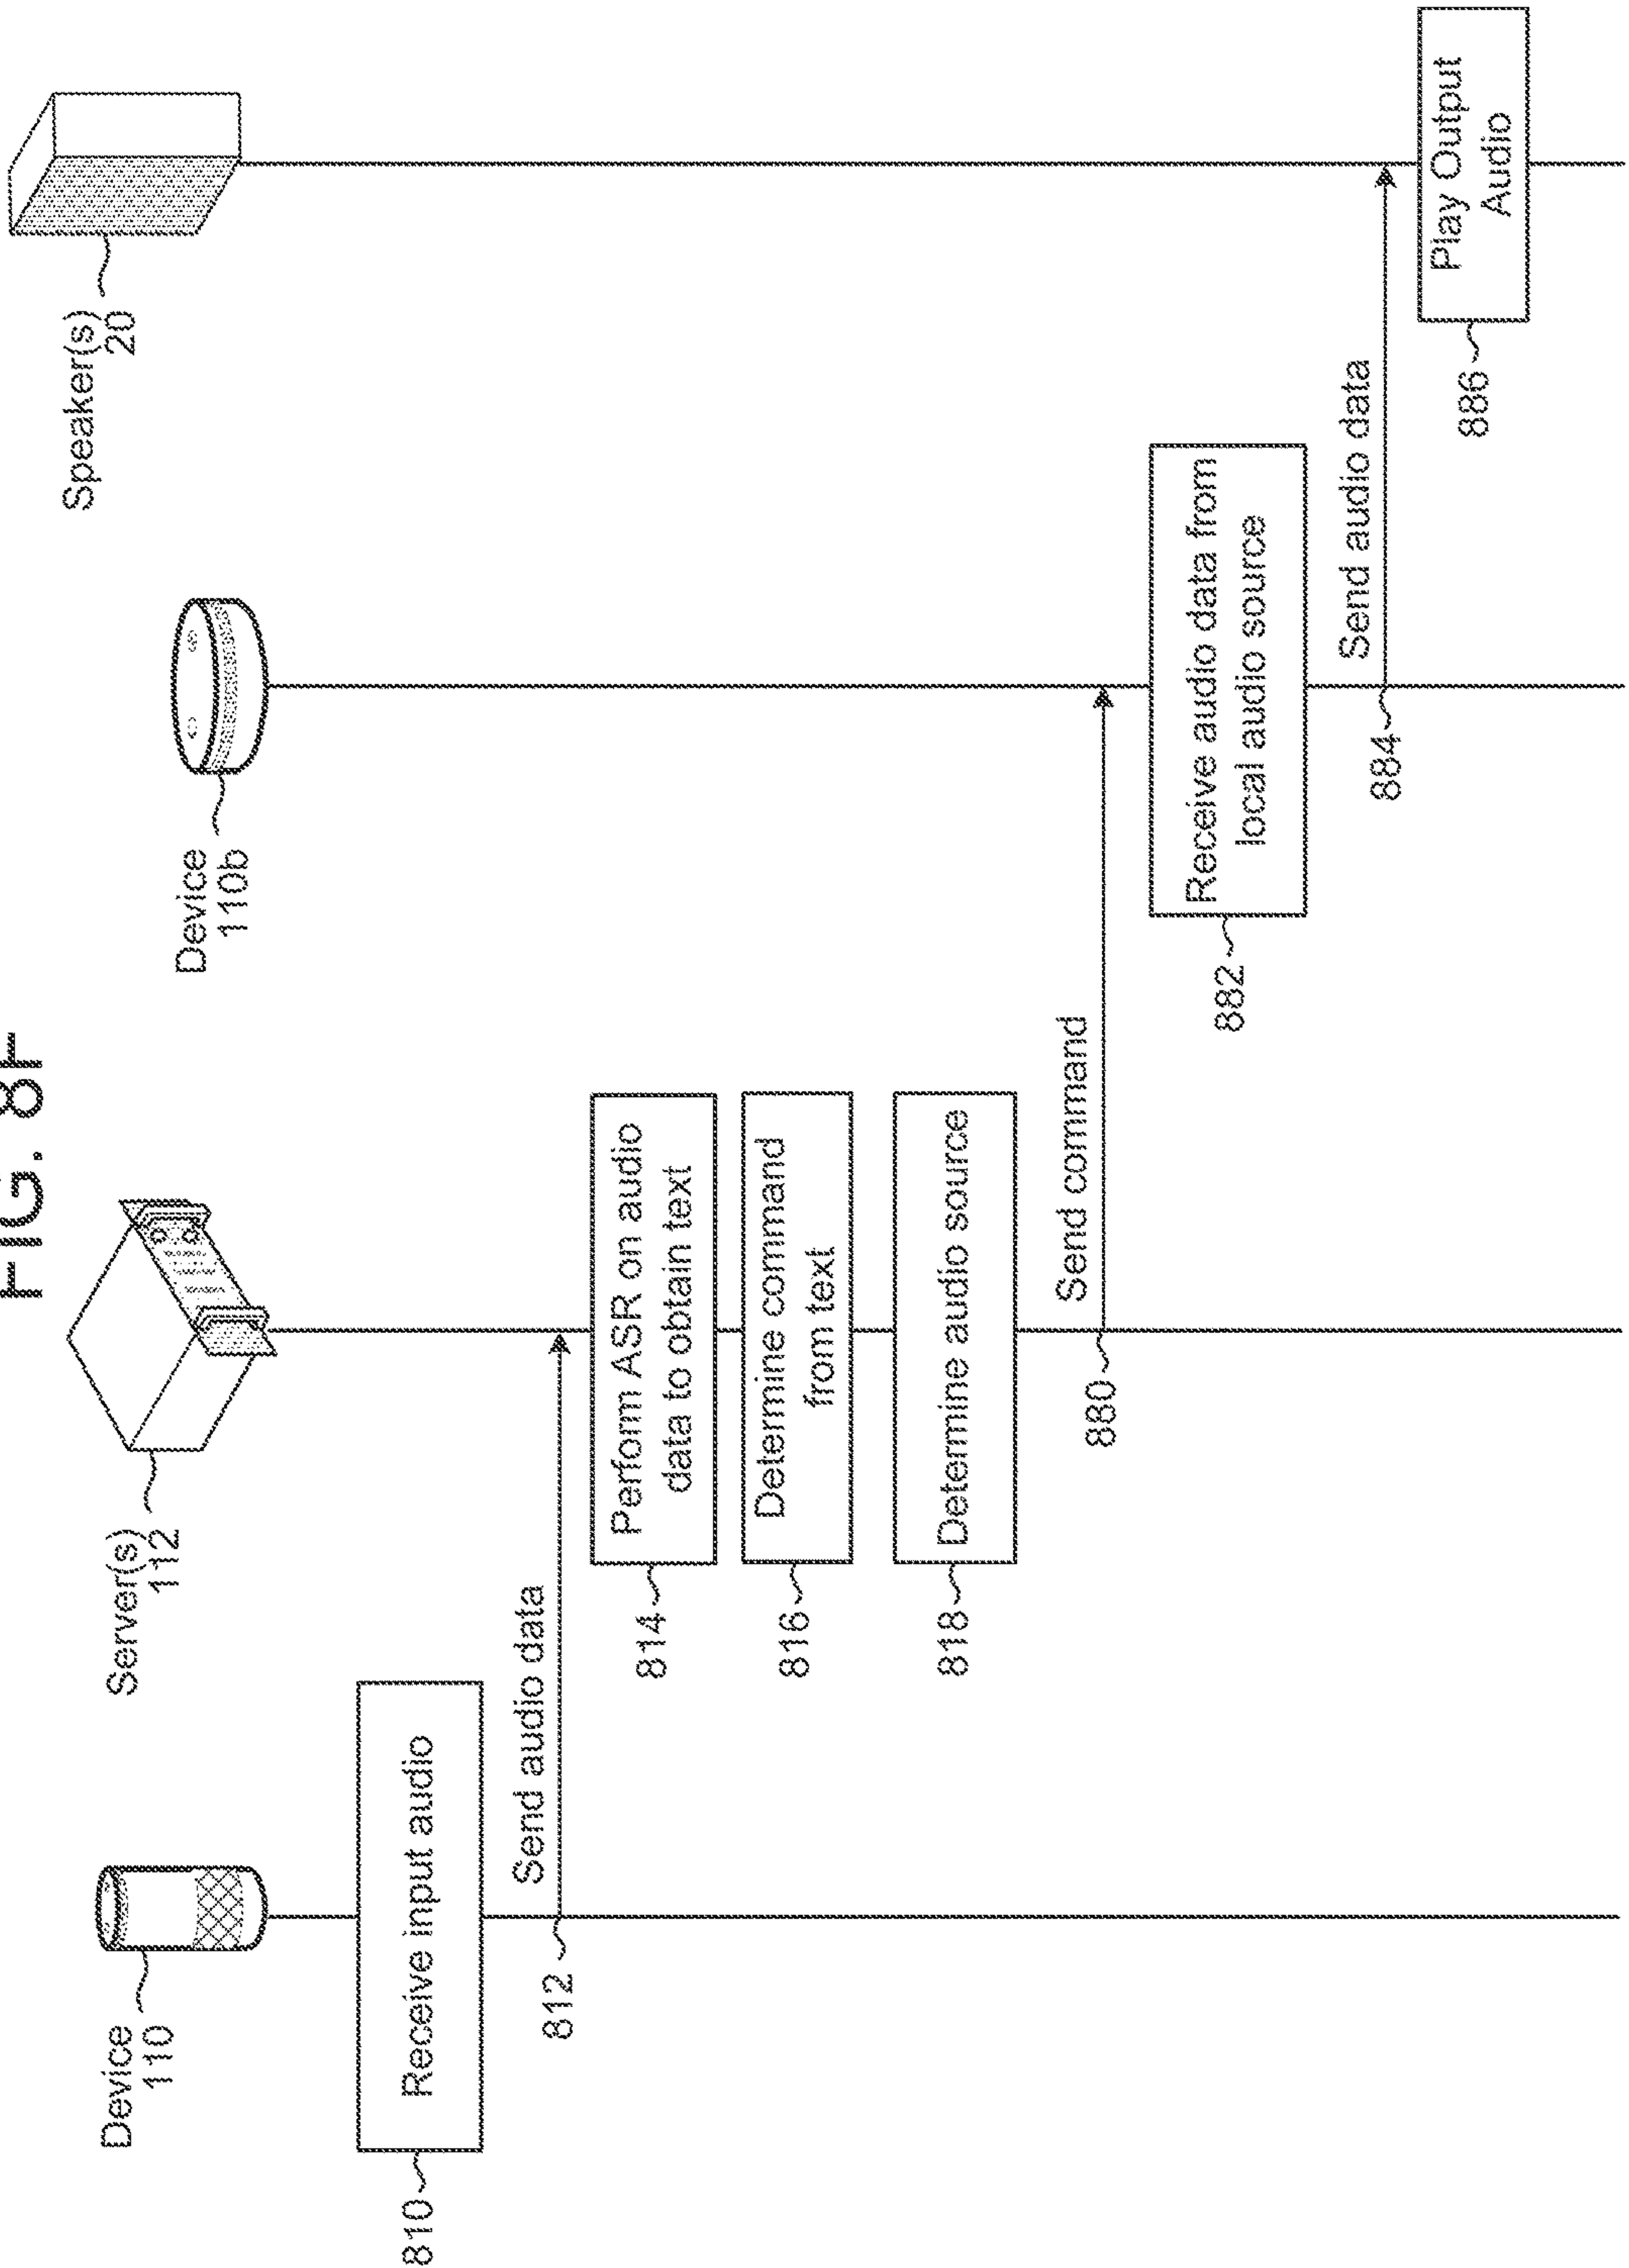 FIG. 8F
Device
110
Server(s)
112
Device
110b
Speaker(s)
20
810
Receive input audio
Send audio data
812
814
Perform ASR on audio
data to obtain text
816
Determine command
from text
818
Determine audio source
Send command
880
882
Receive audio data from
local audio source
Send audio data
884
886
Play Output
Audio